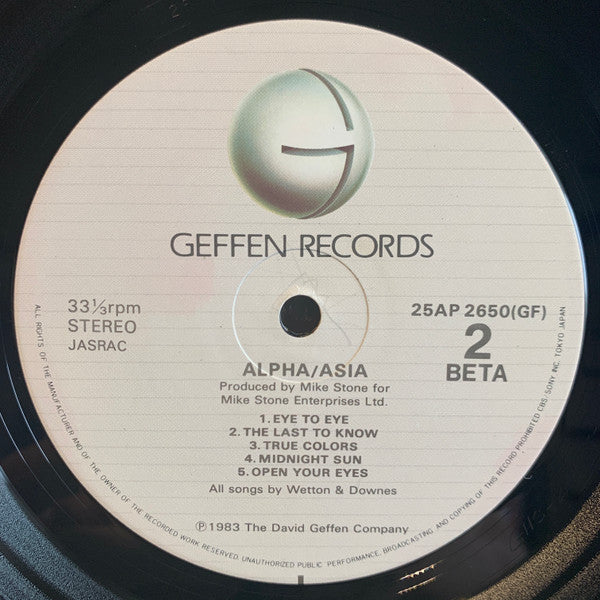 GEFFEN RECORDS
33⅓rpm
STEREO
JASRAC
25AP 2650(GF)
2
BETA
ALPHA/ASIA
Produced by Mike Stone for
Mike Stone Enterprises Ltd.
1. EYE TO EYE
2. THE LAST TO KNOW
3. TRUE COLORS
4. MIDNIGHT SUN
5. OPEN YOUR EYES
All songs by Wetton & Downes
Ⓟ1983 The David Geffen Company
ALL RIGHTS OF THE MANUFACTURER AND OF THE OWNER OF THE RECORDED WORK RESERVED. UNAUTHORIZED PUBLIC PERFORMANCE, BROADCASTING AND COPYING OF THIS RECORD PROHIBITED CBS/SONY INC. TOKYO JAPAN